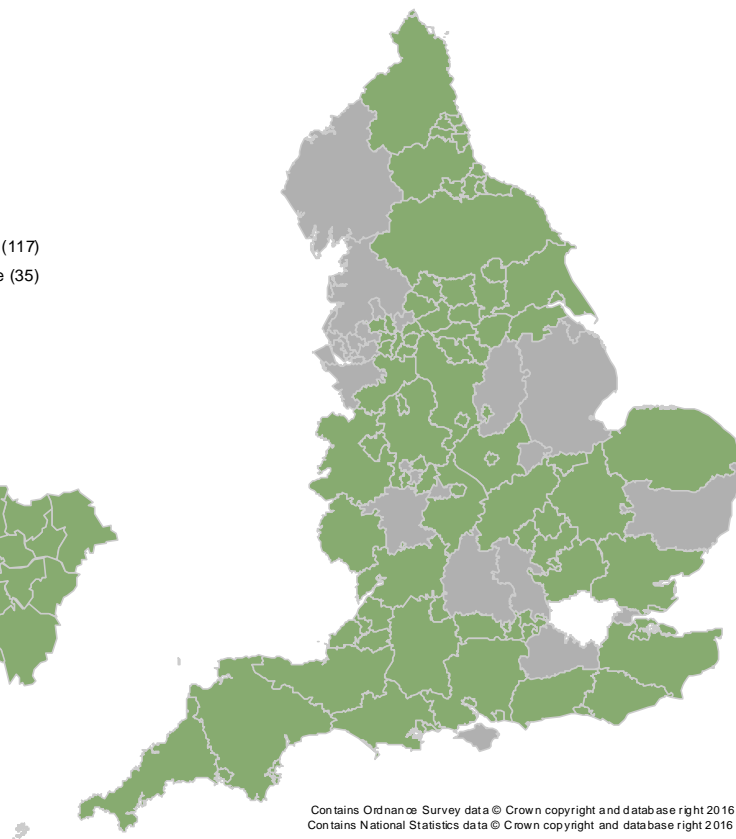 (117)
(35)
Contains Ordnance Survey data © Crown copyright and database right 2016
Contains National Statistics data © Crown copyright and database right 2016